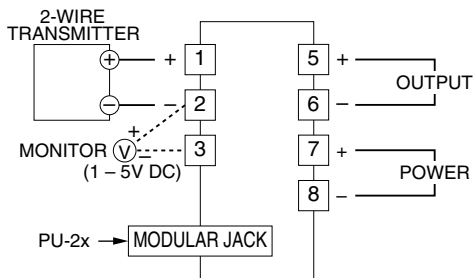 2-WIRE
TRANSMITTER
+ + 1 5 +
OUTPUT
– – 2 6 –
+
MONITOR V – 3 7 +
(1 – 5V DC)
POWER
8 –
PU-2x MODULAR JACK